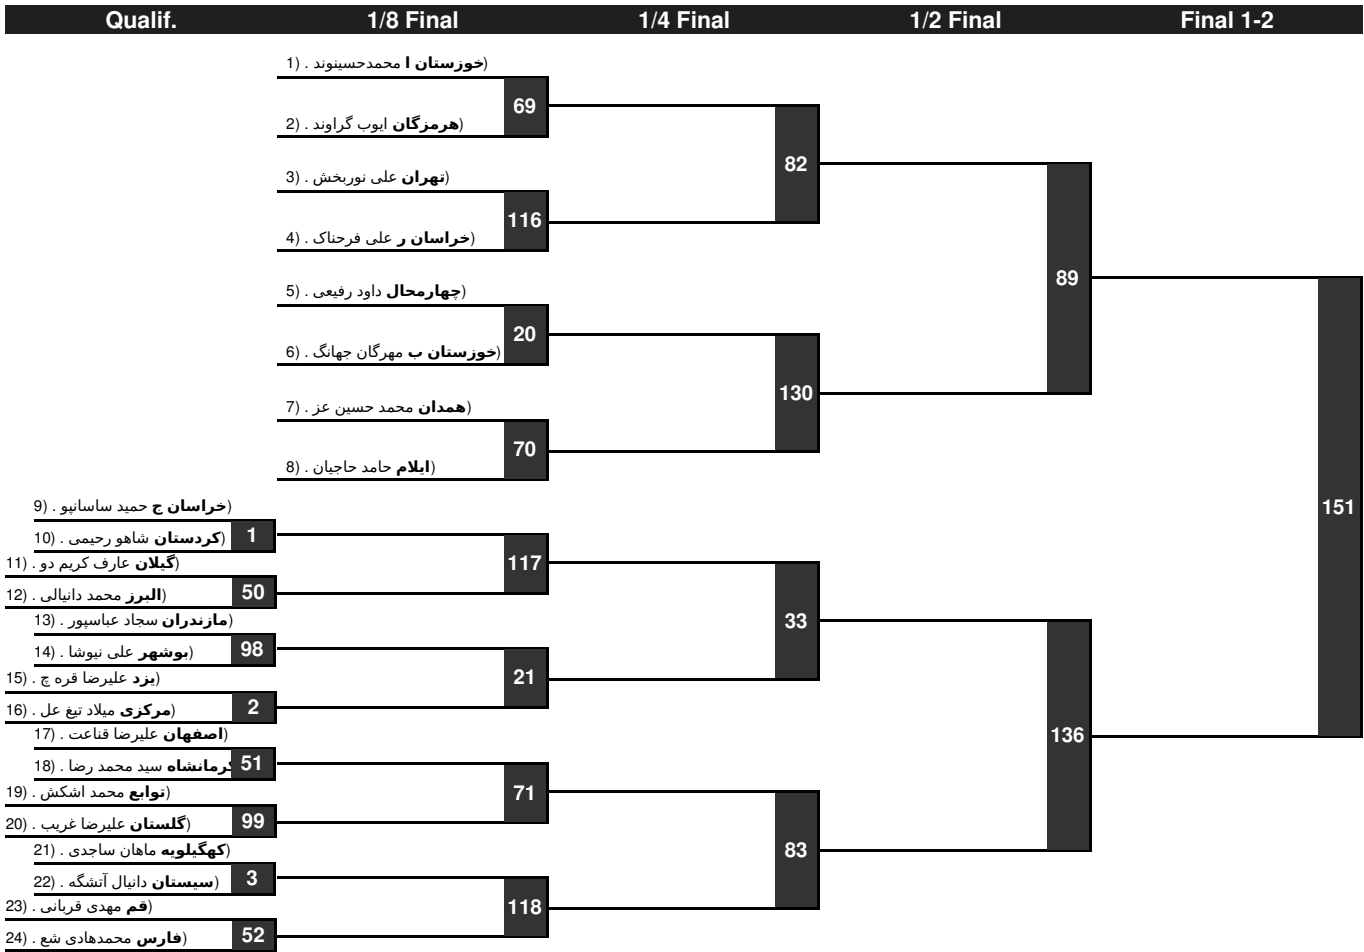 Qualif. 1/8 Final 1/4 Final 1/2 Final Final 1-2
1) . محمدحسینوند خوزستان ا)
69
2) . ایوب گراوند هرمزگان)
82
3) . علی نوربخش تهران)
116
4) . علی فرحناک خراسان ر)
89
5) . داود رفیعی چهارمحال)
20
6) . مهرگان جهانگ خوزستان ب)
130
7) . محمد حسین عز همدان)
70
8) . حامد حاجیان ایلام)
151
9) . حمید ساسانپو خراسان ج)
1
10) . شاهو رحیمی کردستان)
117
11) . عارف کریم دو گیلان)
50
12) . محمد دانیالی البرز)
33
13) . سجاد عباسپور مازندران)
98
14) . علی نیوشا بوشهر)
21
15) . علیرضا قره چ یزد)
2
16) . میلاد تیغ عل مرکزی)
136
17) . علیرضا قناعت اصفهان)
51
18) . سید محمد رضا کرمانشاه
71
19) . محمد اشکش توابع)
99
20) . علیرضا غریب گلستان)
83
21) . ماهان ساجدی کهگیلویه)
3
22) . دانیال آتشگه سیستان)
118
23) . مهدی قربانی قم)
52
24) . محمدهادی شع فارس)